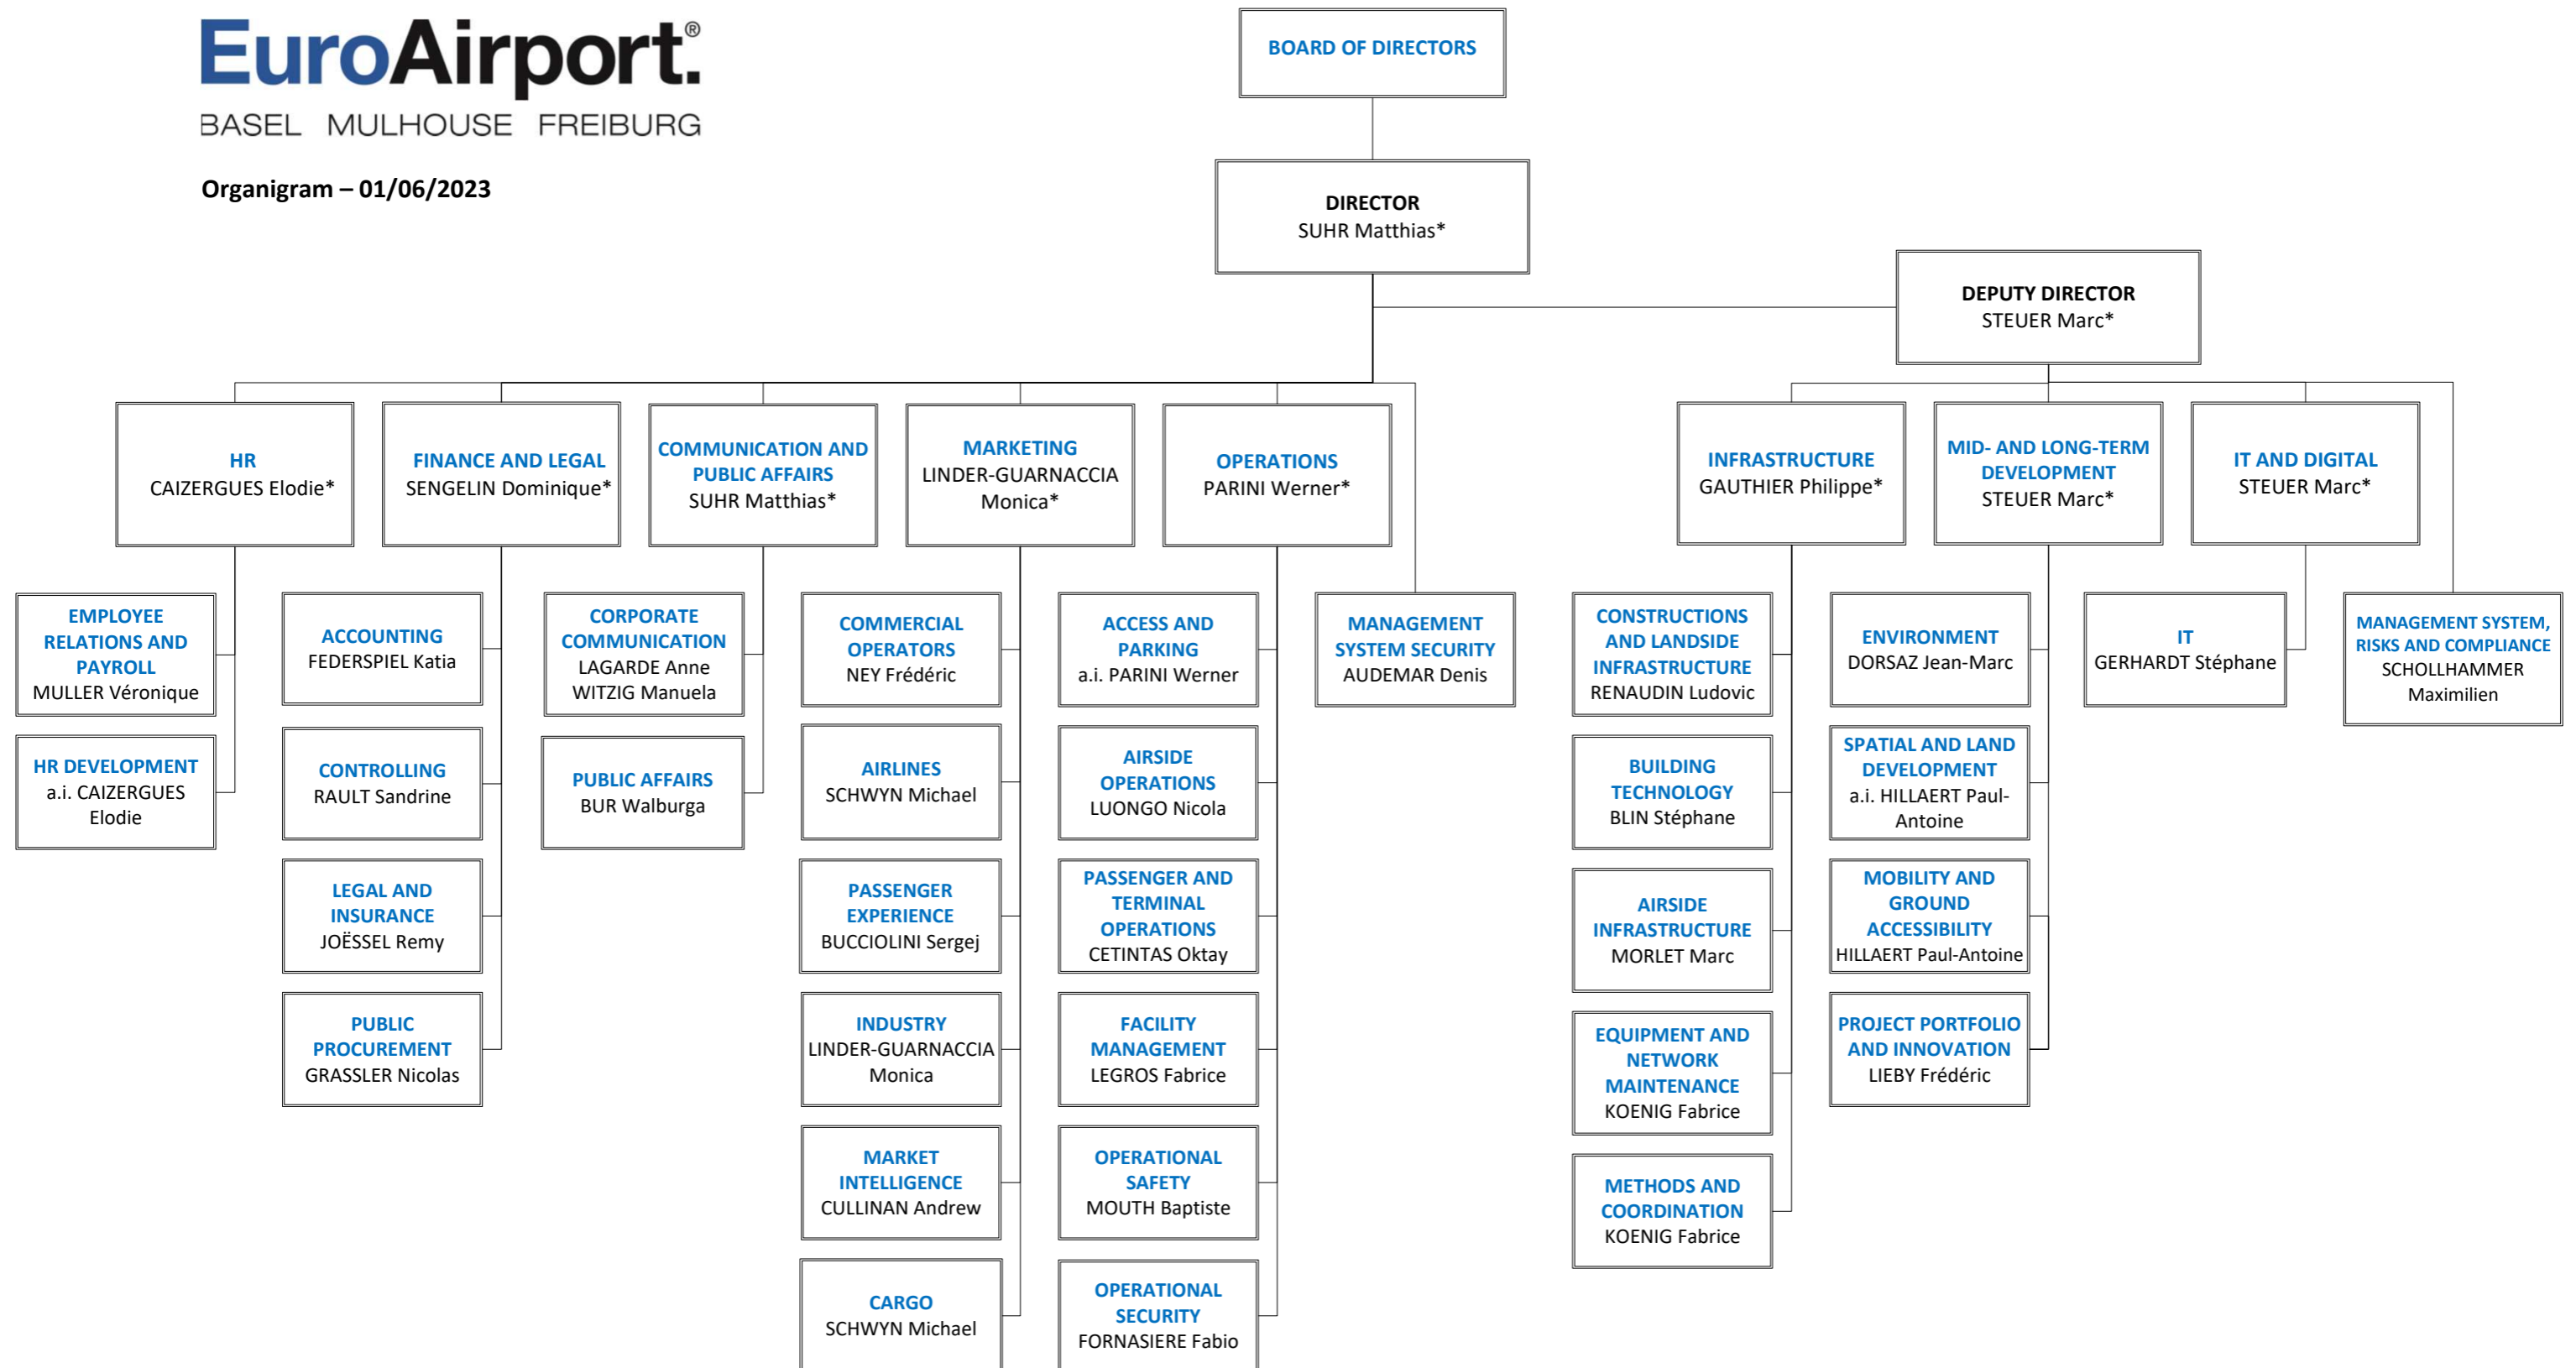 EuroAirport.®
BASEL MULHOUSE FREIBURG
Organigram – 01/06/2023
BOARD OF DIRECTORS
DIRECTOR
SUHR Matthias*
DEPUTY DIRECTOR
STEUER Marc*
HR
CAIZERGUES Elodie*
FINANCE AND LEGAL
SENGELIN Dominique*
COMMUNICATION AND
PUBLIC AFFAIRS
SUHR Matthias*
MARKETING
LINDER-GUARNACCIA
Monica*
OPERATIONS
PARINI Werner*
INFRASTRUCTURE
GAUTHIER Philippe*
MID- AND LONG-TERM
DEVELOPMENT
STEUER Marc*
IT AND DIGITAL
STEUER Marc*
EMPLOYEE
RELATIONS AND
PAYROLL
MULLER Véronique
HR DEVELOPMENT
a.i. CAIZERGUES
Elodie
ACCOUNTING
FEDERSPIEL Katia
CONTROLLING
RAULT Sandrine
LEGAL AND
INSURANCE
JOËSSEL Remy
PUBLIC
PROCUREMENT
GRASSLER Nicolas
CORPORATE
COMMUNICATION
LAGARDE Anne
WITZIG Manuela
PUBLIC AFFAIRS
BUR Walburga
COMMERCIAL
OPERATORS
NEY Frédéric
AIRLINES
SCHWYN Michael
PASSENGER
EXPERIENCE
BUCCIOLINI Sergej
INDUSTRY
LINDER-GUARNACCIA
Monica
MARKET
INTELLIGENCE
CULLINAN Andrew
CARGO
SCHWYN Michael
ACCESS AND
PARKING
a.i. PARINI Werner
AIRSIDE
OPERATIONS
LUONGO Nicola
PASSENGER AND
TERMINAL
OPERATIONS
CETINTAS Oktay
FACILITY
MANAGEMENT
LEGROS Fabrice
OPERATIONAL
SAFETY
MOUTH Baptiste
OPERATIONAL
SECURITY
FORNASIERE Fabio
MANAGEMENT
SYSTEM SECURITY
AUDEMAR Denis
CONSTRUCTIONS
AND LANDSIDE
INFRASTRUCTURE
RENAUDIN Ludovic
BUILDING
TECHNOLOGY
BLIN Stéphane
AIRSIDE
INFRASTRUCTURE
MORLET Marc
EQUIPMENT AND
NETWORK
MAINTENANCE
KOENIG Fabrice
METHODS AND
COORDINATION
KOENIG Fabrice
ENVIRONMENT
DORSAZ Jean-Marc
SPATIAL AND LAND
DEVELOPMENT
a.i. HILLAERT Paul-
Antoine
MOBILITY AND
GROUND
ACCESSIBILITY
HILLAERT Paul-Antoine
PROJECT PORTFOLIO
AND INNOVATION
LIEBY Frédéric
IT
GERHARDT Stéphane
MANAGEMENT SYSTEM,
RISKS AND COMPLIANCE
SCHOLLHAMMER
Maximilien